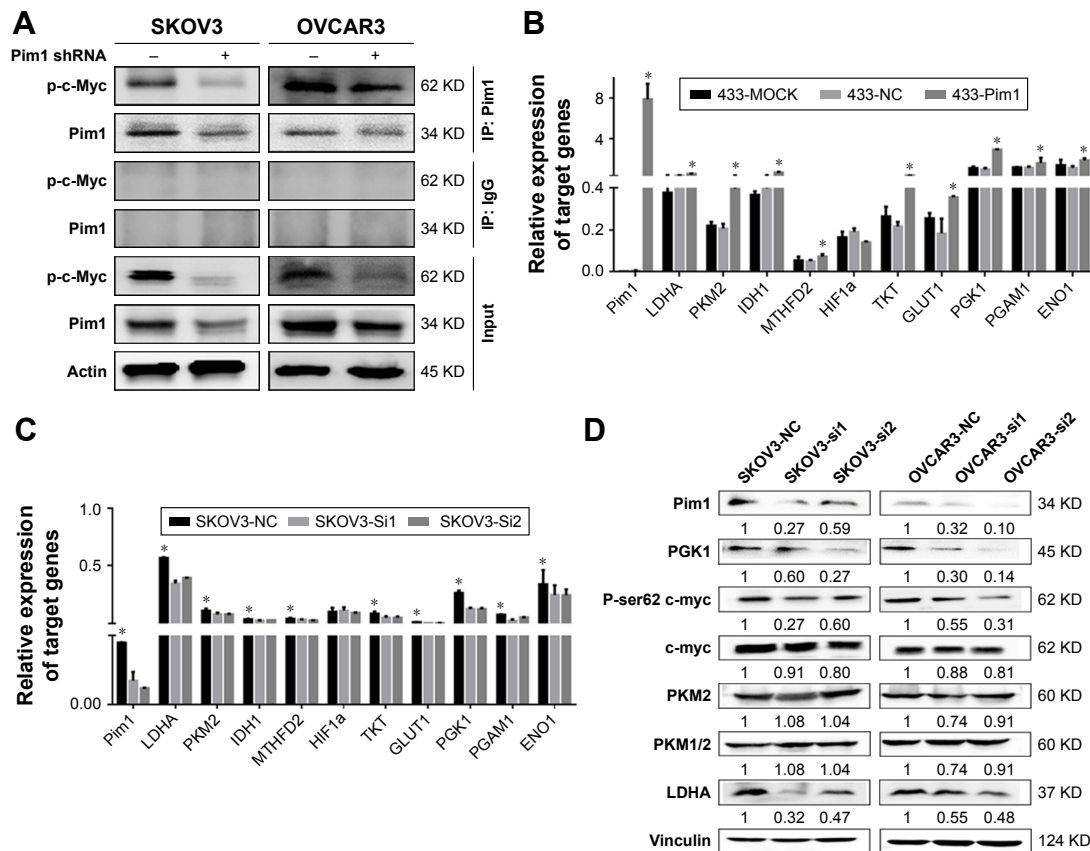 A
SKOV3 OVCAR3
Pim1 shRNA – + – +
p-c-Myc 62 KD
Pim1 34 KD
IP: Pim1
p-c-Myc 62 KD
Pim1 34 KD
IP: IgG
p-c-Myc 62 KD
Pim1 34 KD
Actin 45 KD
Input
B
Relative expression
of target genes
433-MOCK 433-NC 433-Pim1
8
4
0.4
0.2
0.0
* * * * * * * * * *
Pim1 LDHA PKM2 IDH1 MTHFD2 HIF1a TKT GLUT1 PGK1 PGAM1 ENO1
C
Relative expression
of target genes
SKOV3-NC SKOV3-Si1 SKOV3-Si2
1.0
0.5
0.00
* * * * * * * * * *
Pim1 LDHA PKM2 IDH1 MTHFD2 HIF1a TKT GLUT1 PGK1 PGAM1 ENO1
D
SKOV3-NC SKOV3-si1 SKOV3-si2 OVCAR3-NC OVCAR3-si1 OVCAR3-si2
Pim1 34 KD
1 0.27 0.59 1 0.32 0.10
PGK1 45 KD
1 0.60 0.27 1 0.30 0.14
P-ser62 c-myc 62 KD
1 0.27 0.60 1 0.55 0.31
c-myc 62 KD
1 0.91 0.80 1 0.88 0.81
PKM2 60 KD
1 1.08 1.04 1 0.74 0.91
PKM1/2 60 KD
1 1.08 1.04 1 0.74 0.91
LDHA 37 KD
1 0.32 0.47 1 0.55 0.48
Vinculin 124 KD